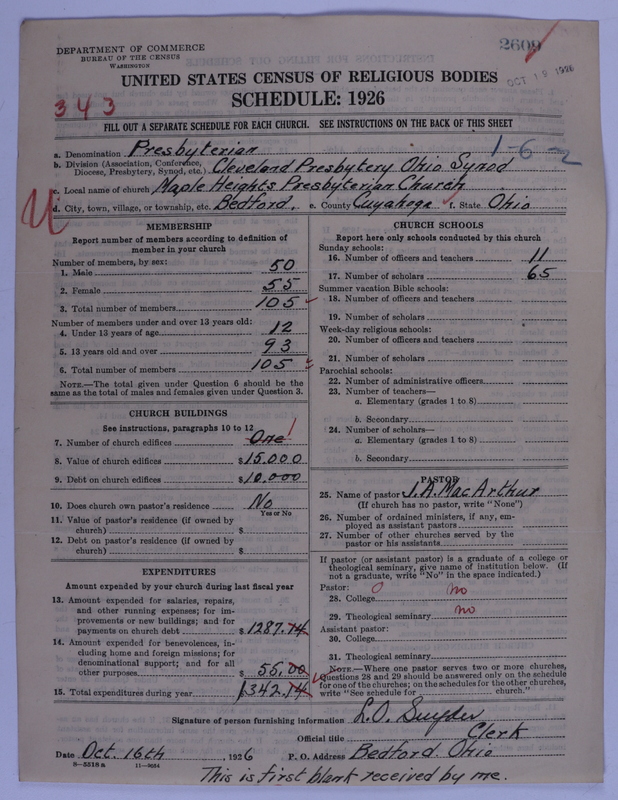 DEPARTMENT OF COMMERCE
BUREAU OF THE CENSUS
WASHINGTON
2609
OCT 19 1926
UNITED STATES CENSUS OF RELIGIOUS BODIES
SCHEDULE: 1926
343
FILL OUT A SEPARATE SCHEDULE FOR EACH CHURCH. SEE INSTRUCTIONS ON THE BACK OF THIS SHEET
1-6-2
a. Denomination Presbyterian
b. Division (Association, Conference, Diocese, Presbytery, Synod, etc.) Cleveland Presbytery Ohio Synod
c. Local name of church Maple Heights Presbyterian Church
d. City, town, village, or township, etc. Bedford. e. County Cuyahoga f. State Ohio
U
MEMBERSHIP
Report number of members according to definition of
member in your church
Number of members, by sex:
1. Male 50
2. Female 55
3. Total number of members 105
Number of members under and over 13 years old:
4. Under 13 years of age 12
5. 13 years old and over 93
6. Total number of members 105
NOTE.—The total given under Question 6 should be the
same as the total of males and females given under Question 3.
CHURCH BUILDINGS
See instructions, paragraphs 10 to 12
7. Number of church edifices One 1
8. Value of church edifices $15.000
9. Debt on church edifices $10.000
10. Does church own pastor's residence No
Yes or No
11. Value of pastor's residence (if owned by
church) $
12. Debt on pastor's residence (if owned by
church) $
EXPENDITURES
Amount expended by your church during last fiscal year
13. Amount expended for salaries, repairs,
and other running expenses; for im-
provements or new buildings; and for
payments on church debt $1287.14
14. Amount expended for benevolences, in-
cluding home and foreign missions; for
denominational support; and for all
other purposes $55.00
15. Total expenditures during year 1342.14
CHURCH SCHOOLS
Report here only schools conducted by this church
Sunday schools:
16. Number of officers and teachers 11
17. Number of scholars 65
Summer vacation Bible schools:
18. Number of officers and teachers
19. Number of scholars
Week-day religious schools:
20. Number of officers and teachers
21. Number of scholars
Parochial schools:
22. Number of administrative officers
23. Number of teachers—
a. Elementary (grades 1 to 8)
b. Secondary
24. Number of scholars—
a. Elementary (grades 1 to 8)
b. Secondary
PASTOR
25. Name of pastor J. A. MacArthur
(If church has no pastor, write "None")
26. Number of ordained ministers, if any, em-
ployed as assistant pastors
27. Number of other churches served by the
pastor or his assistants
If pastor (or assistant pastor) is a graduate of a college or
theological seminary, give name of institution below. (If
not a graduate, write "No" in the space indicated.)
Pastor: 0
28. College no
29. Theological seminary no
Assistant pastor:
30. College
31. Theological seminary
NOTE.—Where one pastor serves two or more churches,
Questions 28 and 29 should be answered only on the schedule
for one of the churches; on the schedules for the other churches,
write "See schedule for church."
Signature of person furnishing information L. O. Snyder
Official title Clerk
Date Oct. 16th, 1926 P. O. Address Bedford. Ohio
8—5518 a 11—9864
This is first blank received by me.